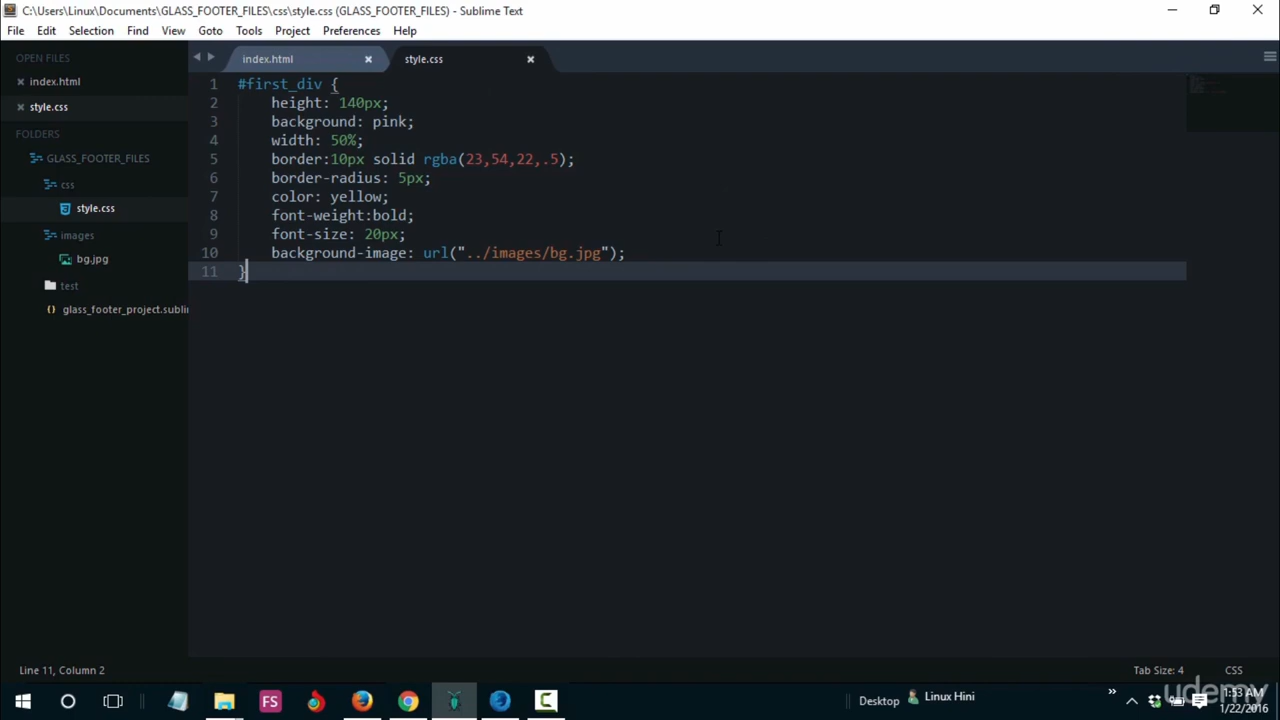 C:\Users\Linux\Documents\GLASS_FOOTER_FILES\css\style.css (GLASS_FOOTER_FILES) - Sublime Text
File Edit Selection Find View Goto Tools Project Preferences Help
OPEN FILES
index.html
style.css
FOLDERS
GLASS_FOOTER_FILES
css
style.css
images
bg.jpg
test
glass_footer_project.sublin
index.html
style.css
1 #first_div {
2 height: 140px;
3 background: pink;
4 width: 50%;
5 border:10px solid rgba(23,54,22,.5);
6 border-radius: 5px;
7 color: yellow;
8 font-weight:bold;
9 font-size: 20px;
10 background-image: url("../images/bg.jpg");
11 }
Line 11, Column 2
Tab Size: 4
CSS
FS
Desktop
Linux Hini
1:53 AM
1/22/2016
udemy